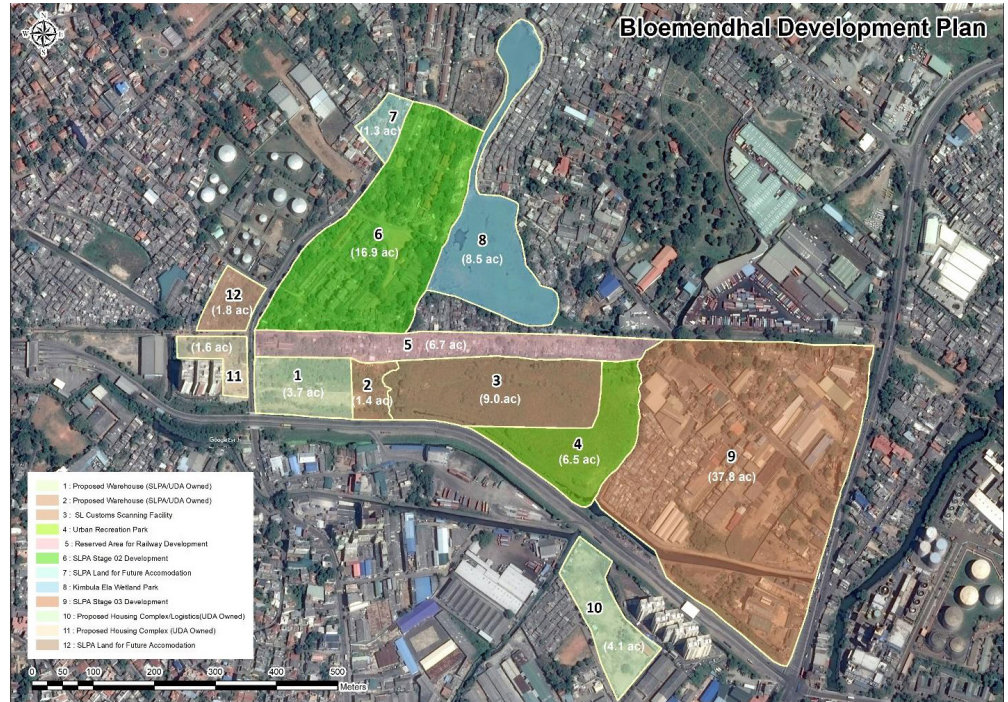 Bloemendhal Development Plan
N
W
E
S
7
(1.3 ac)
6
(16.9 ac)
8
(8.5 ac)
12
(1.8 ac)
(1.6 ac)
11
5 (6.7 ac)
1
(3.7 ac)
2
(1.4 ac)
3
(9.0.ac)
4
(6.5 ac)
9
(37.8 ac)
10
(4.1 ac)
1 : Proposed Warehouse (SLPA/UDA Owned)
2 : Proposed Warehouse (SLPA/UDA Owned)
3 : SL Customs Scanning Facility
4 : Urban Recreation Park
5 : Reserved Area for Railway Development
6 : SLPA Stage 02 Development
7 : SLPA Land for Future Accomodation
8 : Kimbula Ela Wetland Park
9 : SLPA Stage 03 Development
10 : Proposed Housing Complex/Logistics(UDA Owned)
11 : Proposed Housing Complex (UDA Owned)
12 : SLPA Land for Future Accomodation
0 50 100 200 300 400 500
Meters